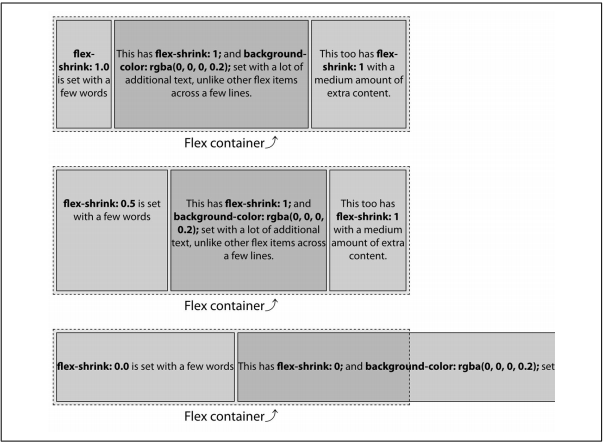 flex-
shrink: 1.0
is set with a
few words
This has flex-shrink: 1; and background-
color: rgba(0, 0, 0, 0.2); set with a lot of
additional text, unlike other flex items
across a few lines.
This too has flex-
shrink: 1 with a
medium amount of
extra content.
Flex container
flex-shrink: 0.5 is set
with a few words
This has flex-shrink: 1; and
background-color: rgba(0, 0, 0,
0.2); set with a lot of additional
text, unlike other flex items across
a few lines.
This too has
flex-shrink: 1
with a medium
amount of extra
content.
Flex container
flex-shrink: 0.0 is set with a few words
This has flex-shrink: 0; and background-color: rgba(0, 0, 0, 0.2); set
Flex container